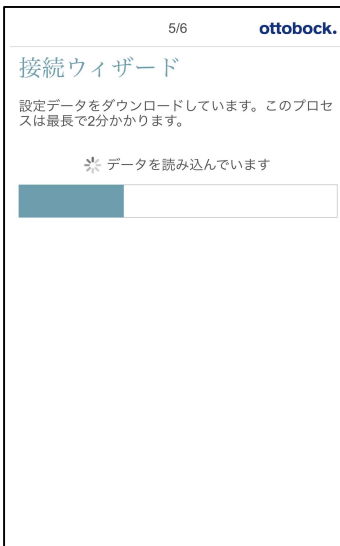 5/6
ottobock.
接続ウィザード
設定データをダウンロードしています。このプロセ
スは最長で2分かかります。
データを読み込んでいます